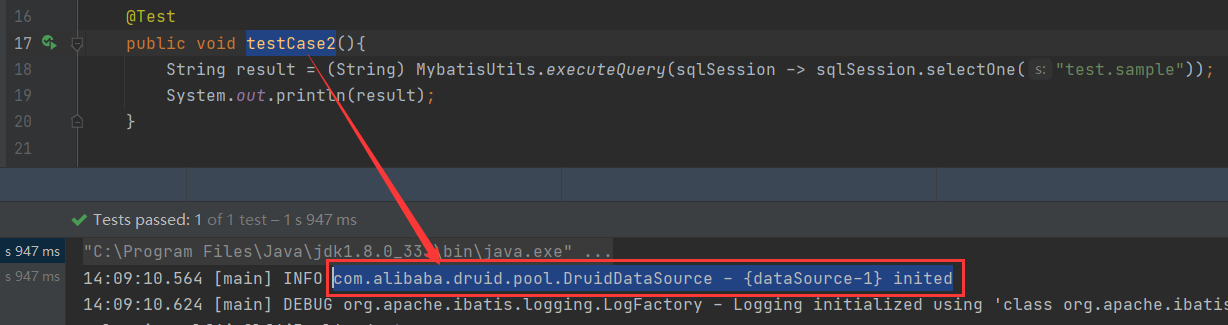 16 @Test
17 public void testCase2(){
18 String result = (String) MybatisUtils.executeQuery(sqlSession -> sqlSession.selectOne( s: "test.sample"));
19 System.out.println(result);
20 }
21
Tests passed: 1 of 1 test – 1 s 947 ms
s 947 ms "C:\Program Files\Java\jdk1.8.0_333\bin\java.exe" ...
s 947 ms 14:09:10.564 [main] INFO com.alibaba.druid.pool.DruidDataSource - {dataSource-1} inited
14:09:10.624 [main] DEBUG org.apache.ibatis.logging.LogFactory - Logging initialized using 'class org.apache.ibatis